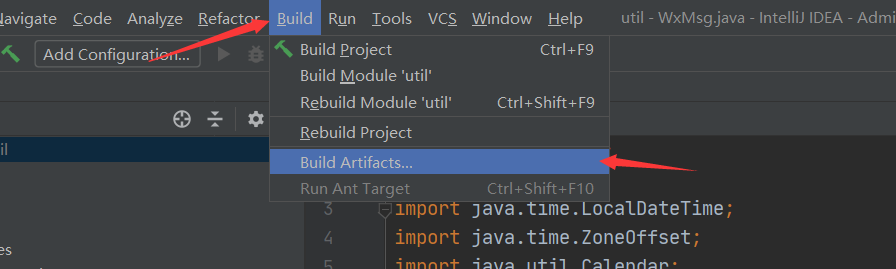 Navigate Code Analyze Refactor Build Run Tools VCS Window Help util - WxMsg.java - IntelliJ IDEA - Admi
Add Configuration...
Build Project Ctrl+F9
Build Module 'util'
Rebuild Module 'util' Ctrl+Shift+F9
Rebuild Project
il
Build Artifacts...
Run Ant Target Ctrl+Shift+F10
3 import java.time.LocalDateTime;
4 import java.time.ZoneOffset;
es
5 import java.util.Calendar;